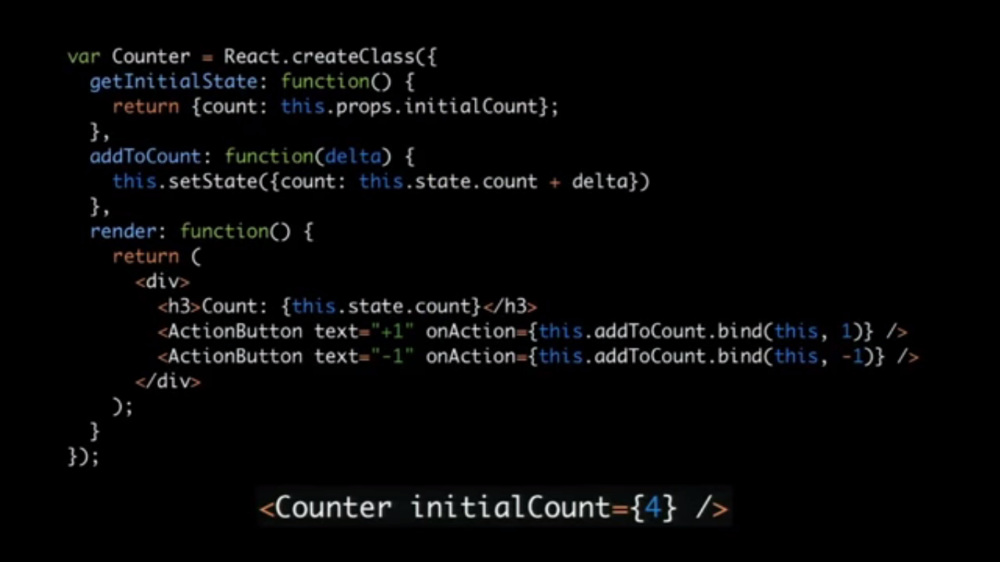 var Counter = React.createClass({
  getInitialState: function() {
    return {count: this.props.initialCount};
  },
  addToCount: function(delta) {
    this.setState({count: this.state.count + delta})
  },
  render: function() {
    return (
      <div>
        <h3>Count: {this.state.count}</h3>
        <ActionButton text="+1" onAction={this.addToCount.bind(this, 1)} />
        <ActionButton text="-1" onAction={this.addToCount.bind(this, -1)} />
      </div>
    );
  }
});
<Counter initialCount={4} />